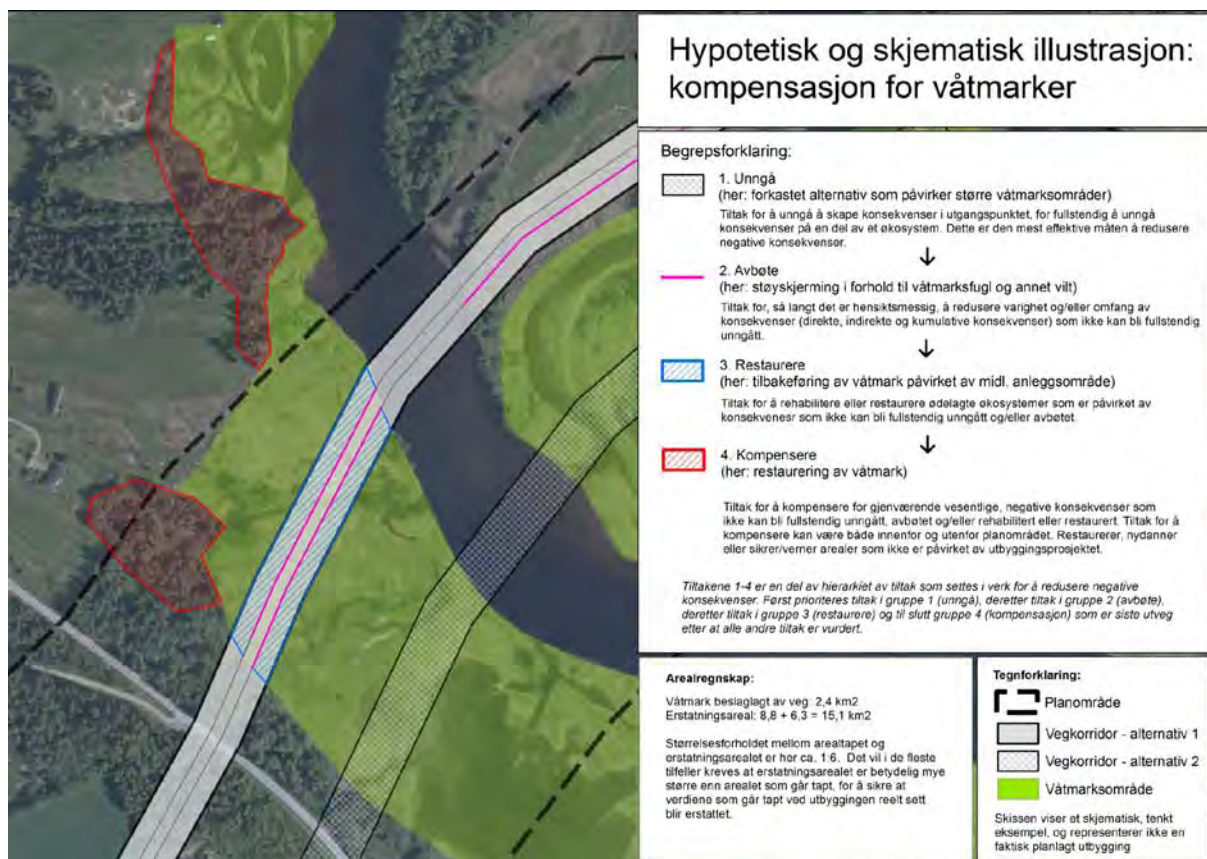 Hypotetisk og skjematisk illustrasjon:
kompensasjon for våtmarker
Begrepsforklaring:
1. Unngå
(her: forkastet alternativ som påvirker større våtmarksområder)
Tiltak for å unngå å skape konsekvenser i utgangspunktet, for fullstendig å unngå
konsekvenser på en del av et økosystem. Dette er den mest effektive måten å redusere
negative konsekvenser.
2. Avbøte
(her: støyskjerming i forhold til våtmarksfugl og annet vilt)
Tiltak for, så langt det er hensiktsmessig, å redusere varighet og/eller omfang av
konsekvenser (direkte, indirekte og kumulative konsekvenser) som ikke kan bli fullstendig
unngått.
3. Restaurere
(her: tilbakeføring av våtmark påvirket av midl. anleggsområde)
Tiltak for å rehabilitere eller restaurere ødelagte økosystemer som er påvirket av
konsekvenesr som ikke kan bli fullstendig unngått og/eller avbøtet.
4. Kompensere
(her: restaurering av våtmark)
Tiltak for å kompensere for gjenværende vesentlige, negative konsekvenser som
ikke kan bli fullstendig unngått, avbøtet og/eller rehabilitert eller restaurert. Tiltak for å
kompensere kan være både innenfor og utenfor planområdet. Restaurerer, nydanner
eller sikrer/verner arealer som ikke er påvirket av utbyggingsprosjektet.
Tiltakene 1-4 er en del av hierarkiet av tiltak som settes i verk for å redusere negative
konsekvenser. Først prioriteres tiltak i gruppe 1 (unngå), deretter tiltak i gruppe 2 (avbøte),
deretter tiltak i gruppe 3 (restaurere) og til slutt gruppe 4 (kompensasjon) som er siste utveg
etter at alle andre tiltak er vurdert.
Arealregnskap:
Våtmark beslaglagt av veg: 2,4 km2
Erstatningsareal: 8,8 + 6,3 = 15,1 km2
Størrelsesforholdet mellom arealtapet og
erstatningsarealet er her ca. 1:6. Det vil i de fleste
tilfeller kreves at erstatningsarealet er betydelig mye
større enn arealet som går tapt, for å sikre at
verdiene som går tapt ved utbyggingen reelt sett
blir erstattet.
Tegnforklaring:
Planområde
Vegkorridor - alternativ 1
Vegkorridor - alternativ 2
Våtmarksområde
Skissen viser et skjematisk, tenkt
eksempel, og representerer ikke en
faktisk planlagt utbygging